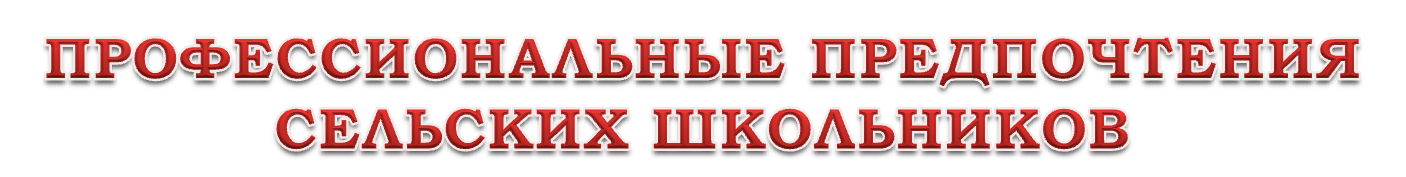 ПРОФЕССИОНАЛЬНЫЕ ПРЕДПОЧТЕНИЯ
СЕЛЬСКИХ ШКОЛЬНИКОВ